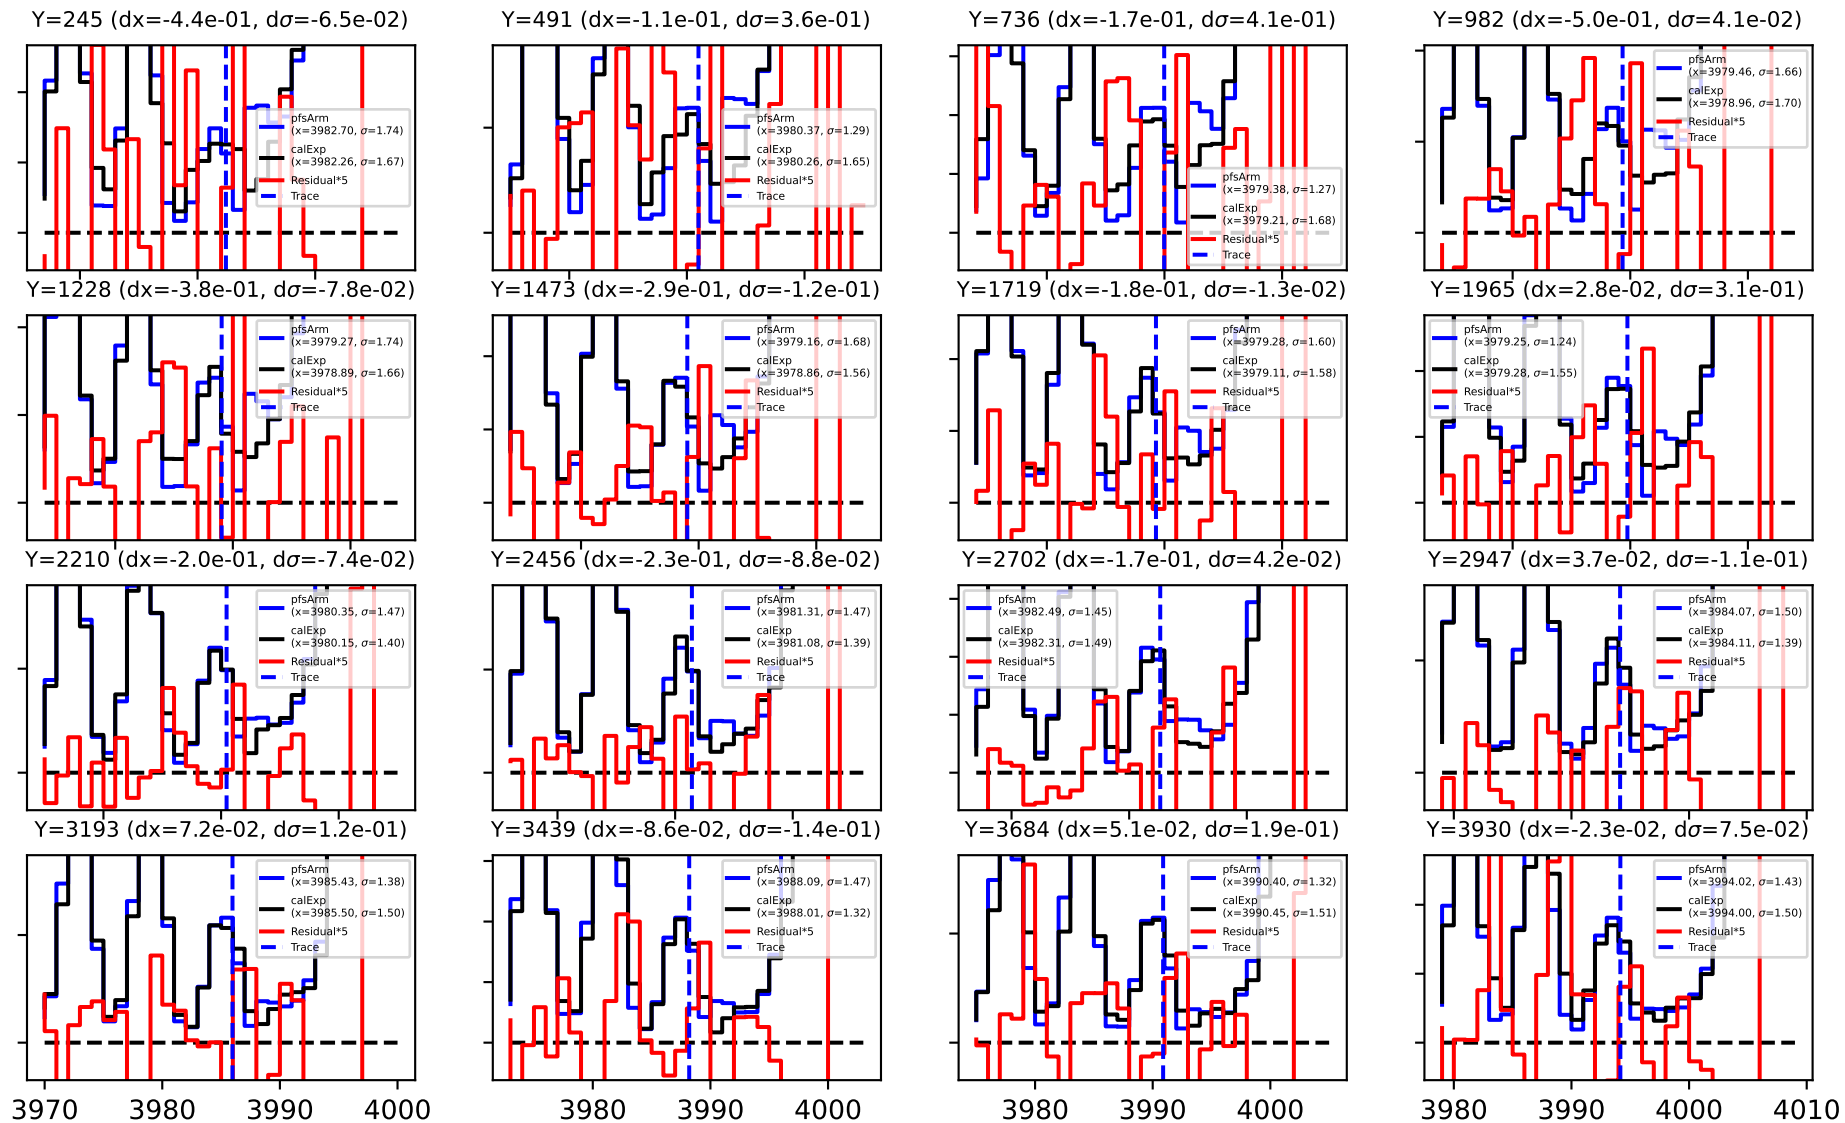 Y=245 (dx=-4.4e-01, dσ=-6.5e-02)
pfsArm
(x=3982.70, σ=1.74)
calExp
(x=3982.26, σ=1.67)
Residual*5
Trace
Y=491 (dx=-1.1e-01, dσ=3.6e-01)
pfsArm
(x=3980.37, σ=1.29)
calExp
(x=3980.26, σ=1.65)
Residual*5
Trace
Y=736 (dx=-1.7e-01, dσ=4.1e-01)
pfsArm
(x=3979.38, σ=1.27)
calExp
(x=3979.21, σ=1.68)
Residual*5
Trace
Y=982 (dx=-5.0e-01, dσ=4.1e-02)
pfsArm
(x=3979.46, σ=1.66)
calExp
(x=3978.96, σ=1.70)
Residual*5
Trace
Y=1228 (dx=-3.8e-01, dσ=-7.8e-02)
pfsArm
(x=3979.27, σ=1.74)
calExp
(x=3978.89, σ=1.66)
Residual*5
Trace
Y=1473 (dx=-2.9e-01, dσ=-1.2e-01)
pfsArm
(x=3979.16, σ=1.68)
calExp
(x=3978.86, σ=1.56)
Residual*5
Trace
Y=1719 (dx=-1.8e-01, dσ=-1.3e-02)
pfsArm
(x=3979.28, σ=1.60)
calExp
(x=3979.11, σ=1.58)
Residual*5
Trace
Y=1965 (dx=2.8e-02, dσ=3.1e-01)
pfsArm
(x=3979.25, σ=1.24)
calExp
(x=3979.28, σ=1.55)
Residual*5
Trace
Y=2210 (dx=-2.0e-01, dσ=-7.4e-02)
pfsArm
(x=3980.35, σ=1.47)
calExp
(x=3980.15, σ=1.40)
Residual*5
Trace
Y=2456 (dx=-2.3e-01, dσ=-8.8e-02)
pfsArm
(x=3981.31, σ=1.47)
calExp
(x=3981.08, σ=1.39)
Residual*5
Trace
Y=2702 (dx=-1.7e-01, dσ=4.2e-02)
pfsArm
(x=3982.49, σ=1.45)
calExp
(x=3982.31, σ=1.49)
Residual*5
Trace
Y=2947 (dx=3.7e-02, dσ=-1.1e-01)
pfsArm
(x=3984.07, σ=1.50)
calExp
(x=3984.11, σ=1.39)
Residual*5
Trace
Y=3193 (dx=7.2e-02, dσ=1.2e-01)
pfsArm
(x=3985.43, σ=1.38)
calExp
(x=3985.50, σ=1.50)
Residual*5
Trace
Y=3439 (dx=-8.6e-02, dσ=-1.4e-01)
pfsArm
(x=3988.09, σ=1.47)
calExp
(x=3988.01, σ=1.32)
Residual*5
Trace
Y=3684 (dx=5.1e-02, dσ=1.9e-01)
pfsArm
(x=3990.40, σ=1.32)
calExp
(x=3990.45, σ=1.51)
Residual*5
Trace
Y=3930 (dx=-2.3e-02, dσ=7.5e-02)
pfsArm
(x=3994.02, σ=1.43)
calExp
(x=3994.00, σ=1.50)
Residual*5
Trace
3970 3980 3990 4000
3980 3990 4000
3980 3990 4000
3980 3990 4000 4010